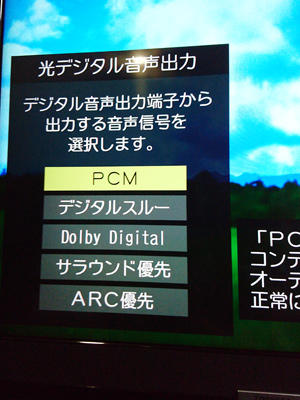 光デジタル音声出力
デジタル音声出力端子から
出力する音声信号を
選択します。
PCM
デジタルスルー
Dolby Digital
サラウンド優先
ARC優先
「PC
コンテ
オーデ
正常に